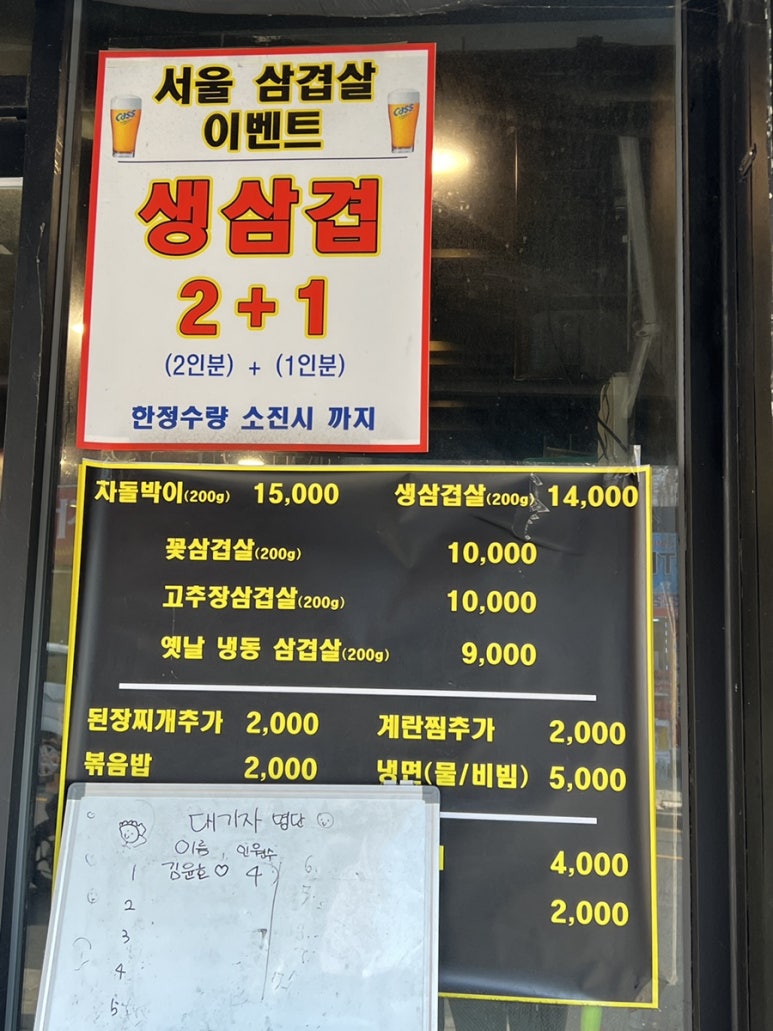 서울 삼겹살
이벤트
Cass
Cass
생삼겹
2+1
(2인분) + (1인분)
한정수량 소진시 까지
차돌박이(200g) 15,000 생삼겹살(200g) 14,000
꽃삼겹살(200g) 10,000
고추장삼겹살(200g) 10,000
옛날 냉동 삼겹살(200g) 9,000
된장찌개추가 2,000 계란찜추가 2,000
볶음밥 2,000 냉면(물/비빔) 5,000
4,000
2,000
대기자 명단
이름 인원수
1 김윤호♡ 4
2
3
4
5
6